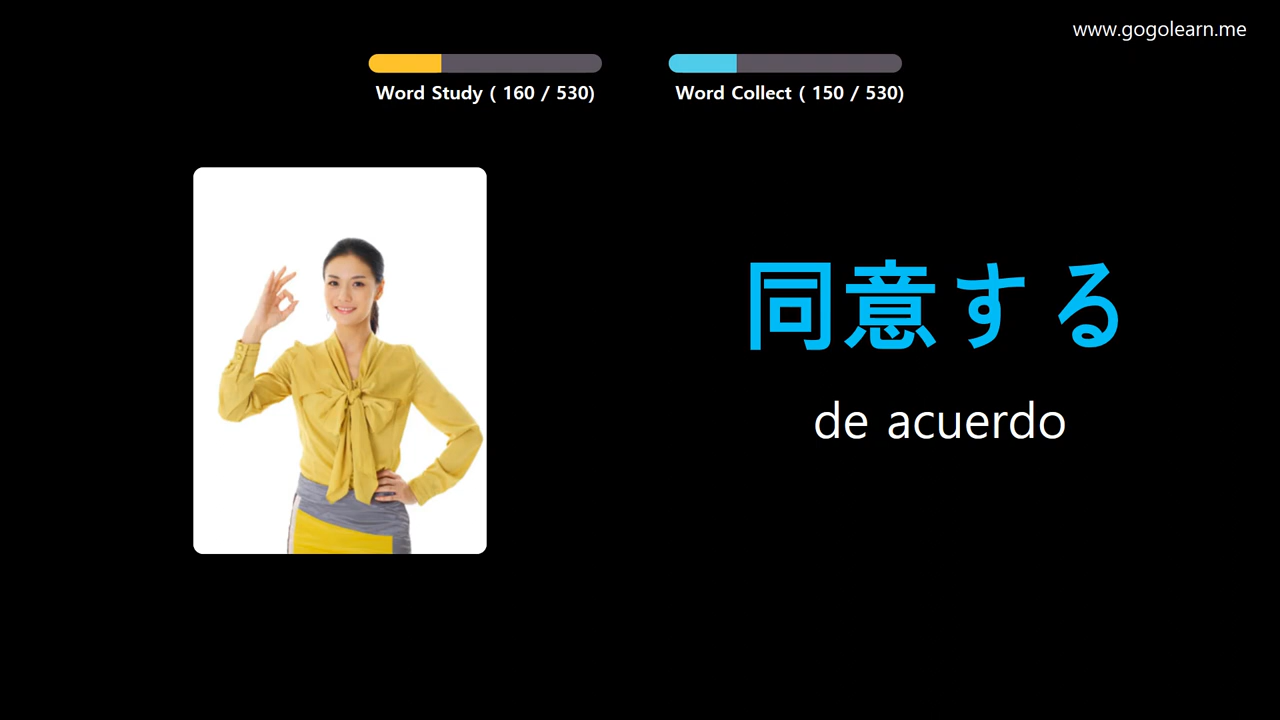 www.gogolearn.me
Word Study ( 160 / 530)
Word Collect ( 150 / 530)
同意する
de acuerdo